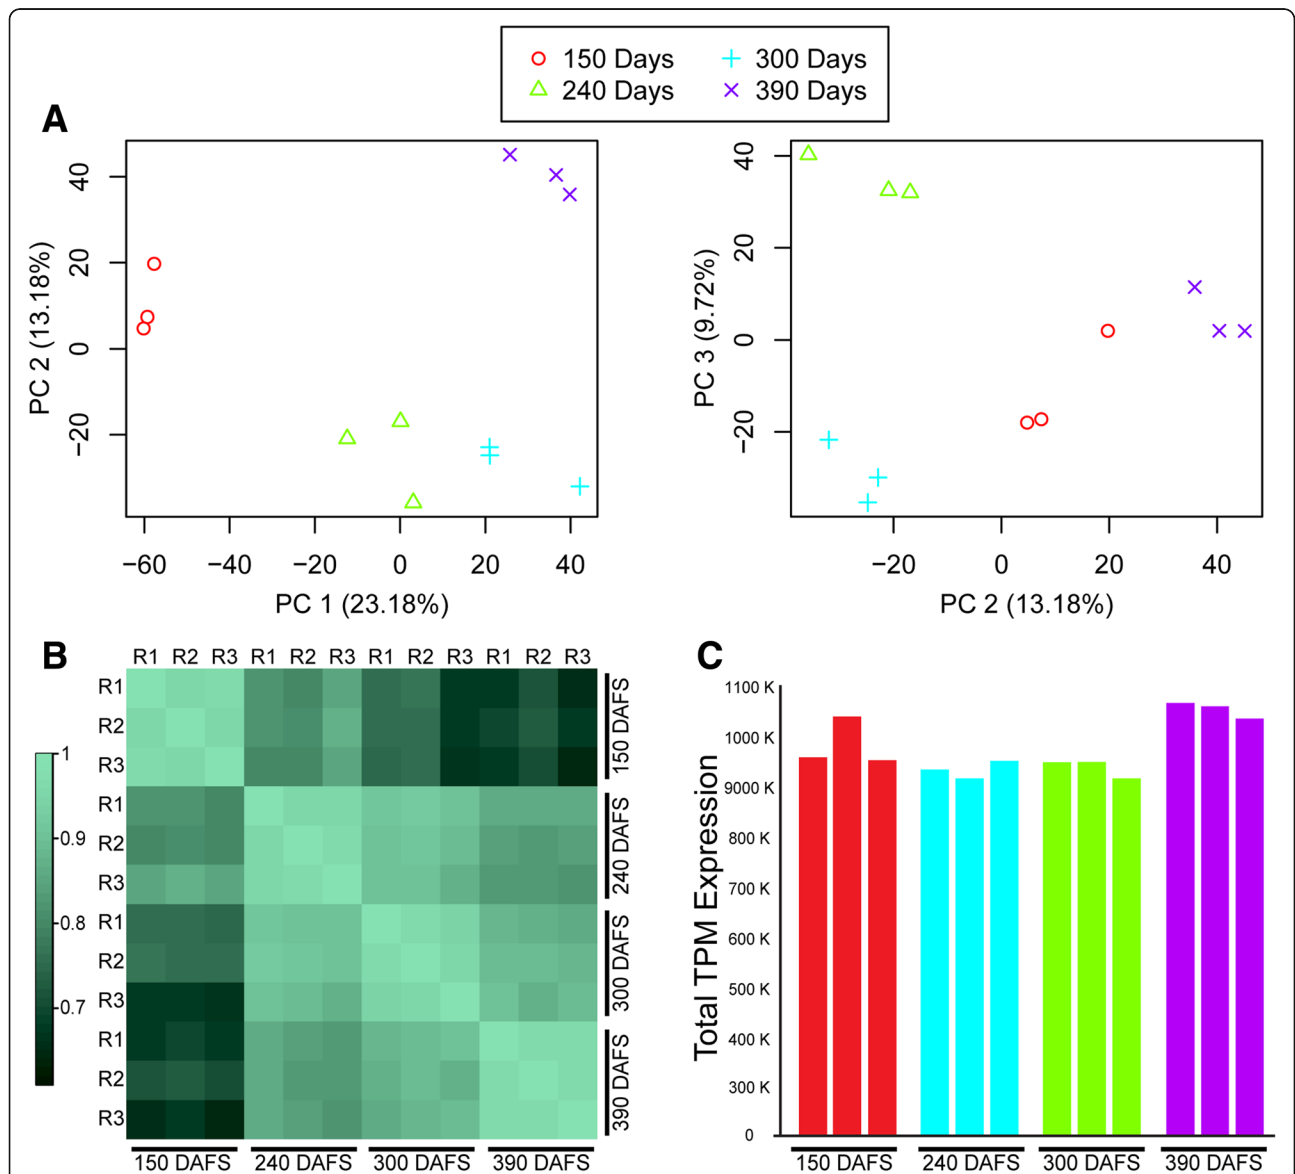 150 Days 300 Days
240 Days 390 Days
A
40
20
0
−20
PC 2 (13.18%)
−60 −40 −20 0 20 40
PC 1 (23.18%)
40
20
0
−20
PC 3 (9.72%)
−20 0 20 40
PC 2 (13.18%)
B
R1 R2 R3 R1 R2 R3 R1 R2 R3 R1 R2 R3
R1
R2
R3
R1
R2
R3
R1
R2
R3
R1
R2
R3
150 DAFS
240 DAFS
300 DAFS
390 DAFS
1
0.9
0.8
0.7
150 DAFS 240 DAFS 300 DAFS 390 DAFS
C
Total TPM Expression
1100 K
1000 K
9000 K
800 K
700 K
600 K
500 K
400 K
300 K
0
150 DAFS 240 DAFS 300 DAFS 390 DAFS